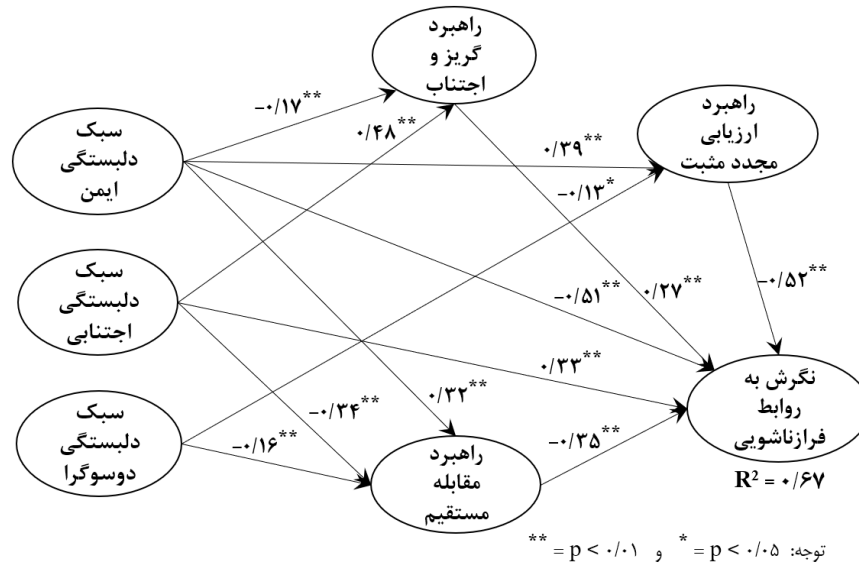 راهبرد
گریز و
اجتناب
راهبرد
ارزیابی
مجدد مثبت
سبک
دلبستگی
ایمن
سبک
دلبستگی
اجتنابی
سبک
دلبستگی
دوسوگرا
راهبرد
مقابله
مستقیم
نگرش به
روابط
فرازناشویی
R² = ۰/۶۷
–۰/۱۷**
۰/۴۸**
۰/۳۹**
–۰/۱۳*
–۰/۵۱**
۰/۲۷**
–۰/۵۲**
۰/۳۳**
۰/۳۲**
–۰/۳۴**
–۰/۱۶**
–۰/۳۵**
توجه: * = p < ۰/۰۵ و ** = p < ۰/۰۱